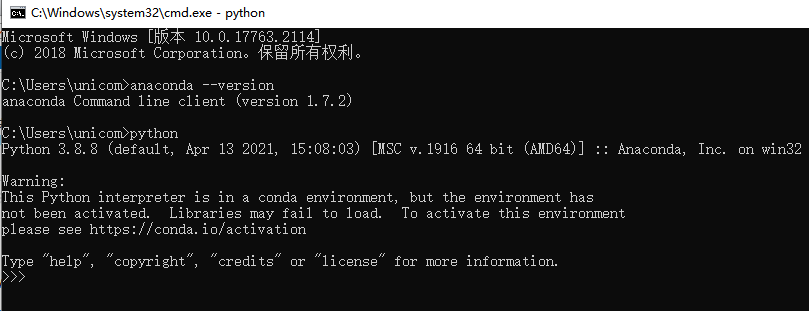 C:\Windows\system32\cmd.exe - python
Microsoft Windows [版本 10.0.17763.2114]
(c) 2018 Microsoft Corporation。保留所有权利。
C:\Users\unicom>anaconda --version
anaconda Command line client (version 1.7.2)
C:\Users\unicom>python
Python 3.8.8 (default, Apr 13 2021, 15:08:03) [MSC v.1916 64 bit (AMD64)] :: Anaconda, Inc. on win32
Warning:
This Python interpreter is in a conda environment, but the environment has
not been activated.  Libraries may fail to load.  To activate this environment
please see https://conda.io/activation
Type "help", "copyright", "credits" or "license" for more information.
>>>